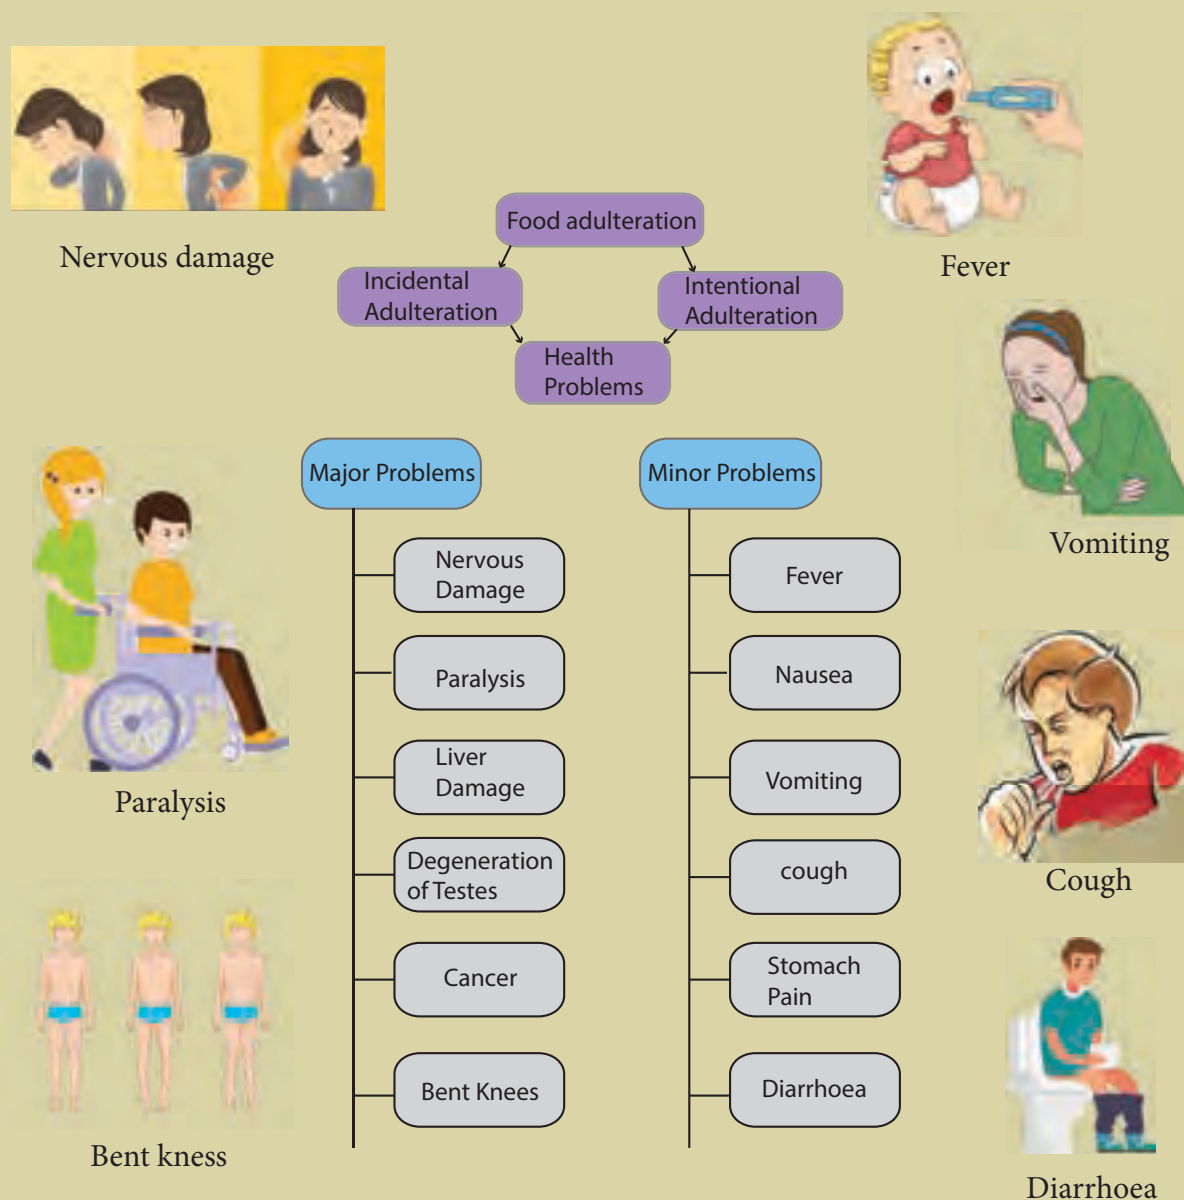 Nervous damage
Fever
Food adulteration
Incidental
Adulteration
Intentional
Adulteration
Health
Problems
Vomiting
Major Problems
Minor Problems
Nervous
Damage
Fever
Paralysis
Nausea
Paralysis
Liver
Damage
Vomiting
Degeneration
of Testes
cough
Cough
Cancer
Stomach
Pain
Bent Knees
Diarrhoea
Bent kness
Diarrhoea